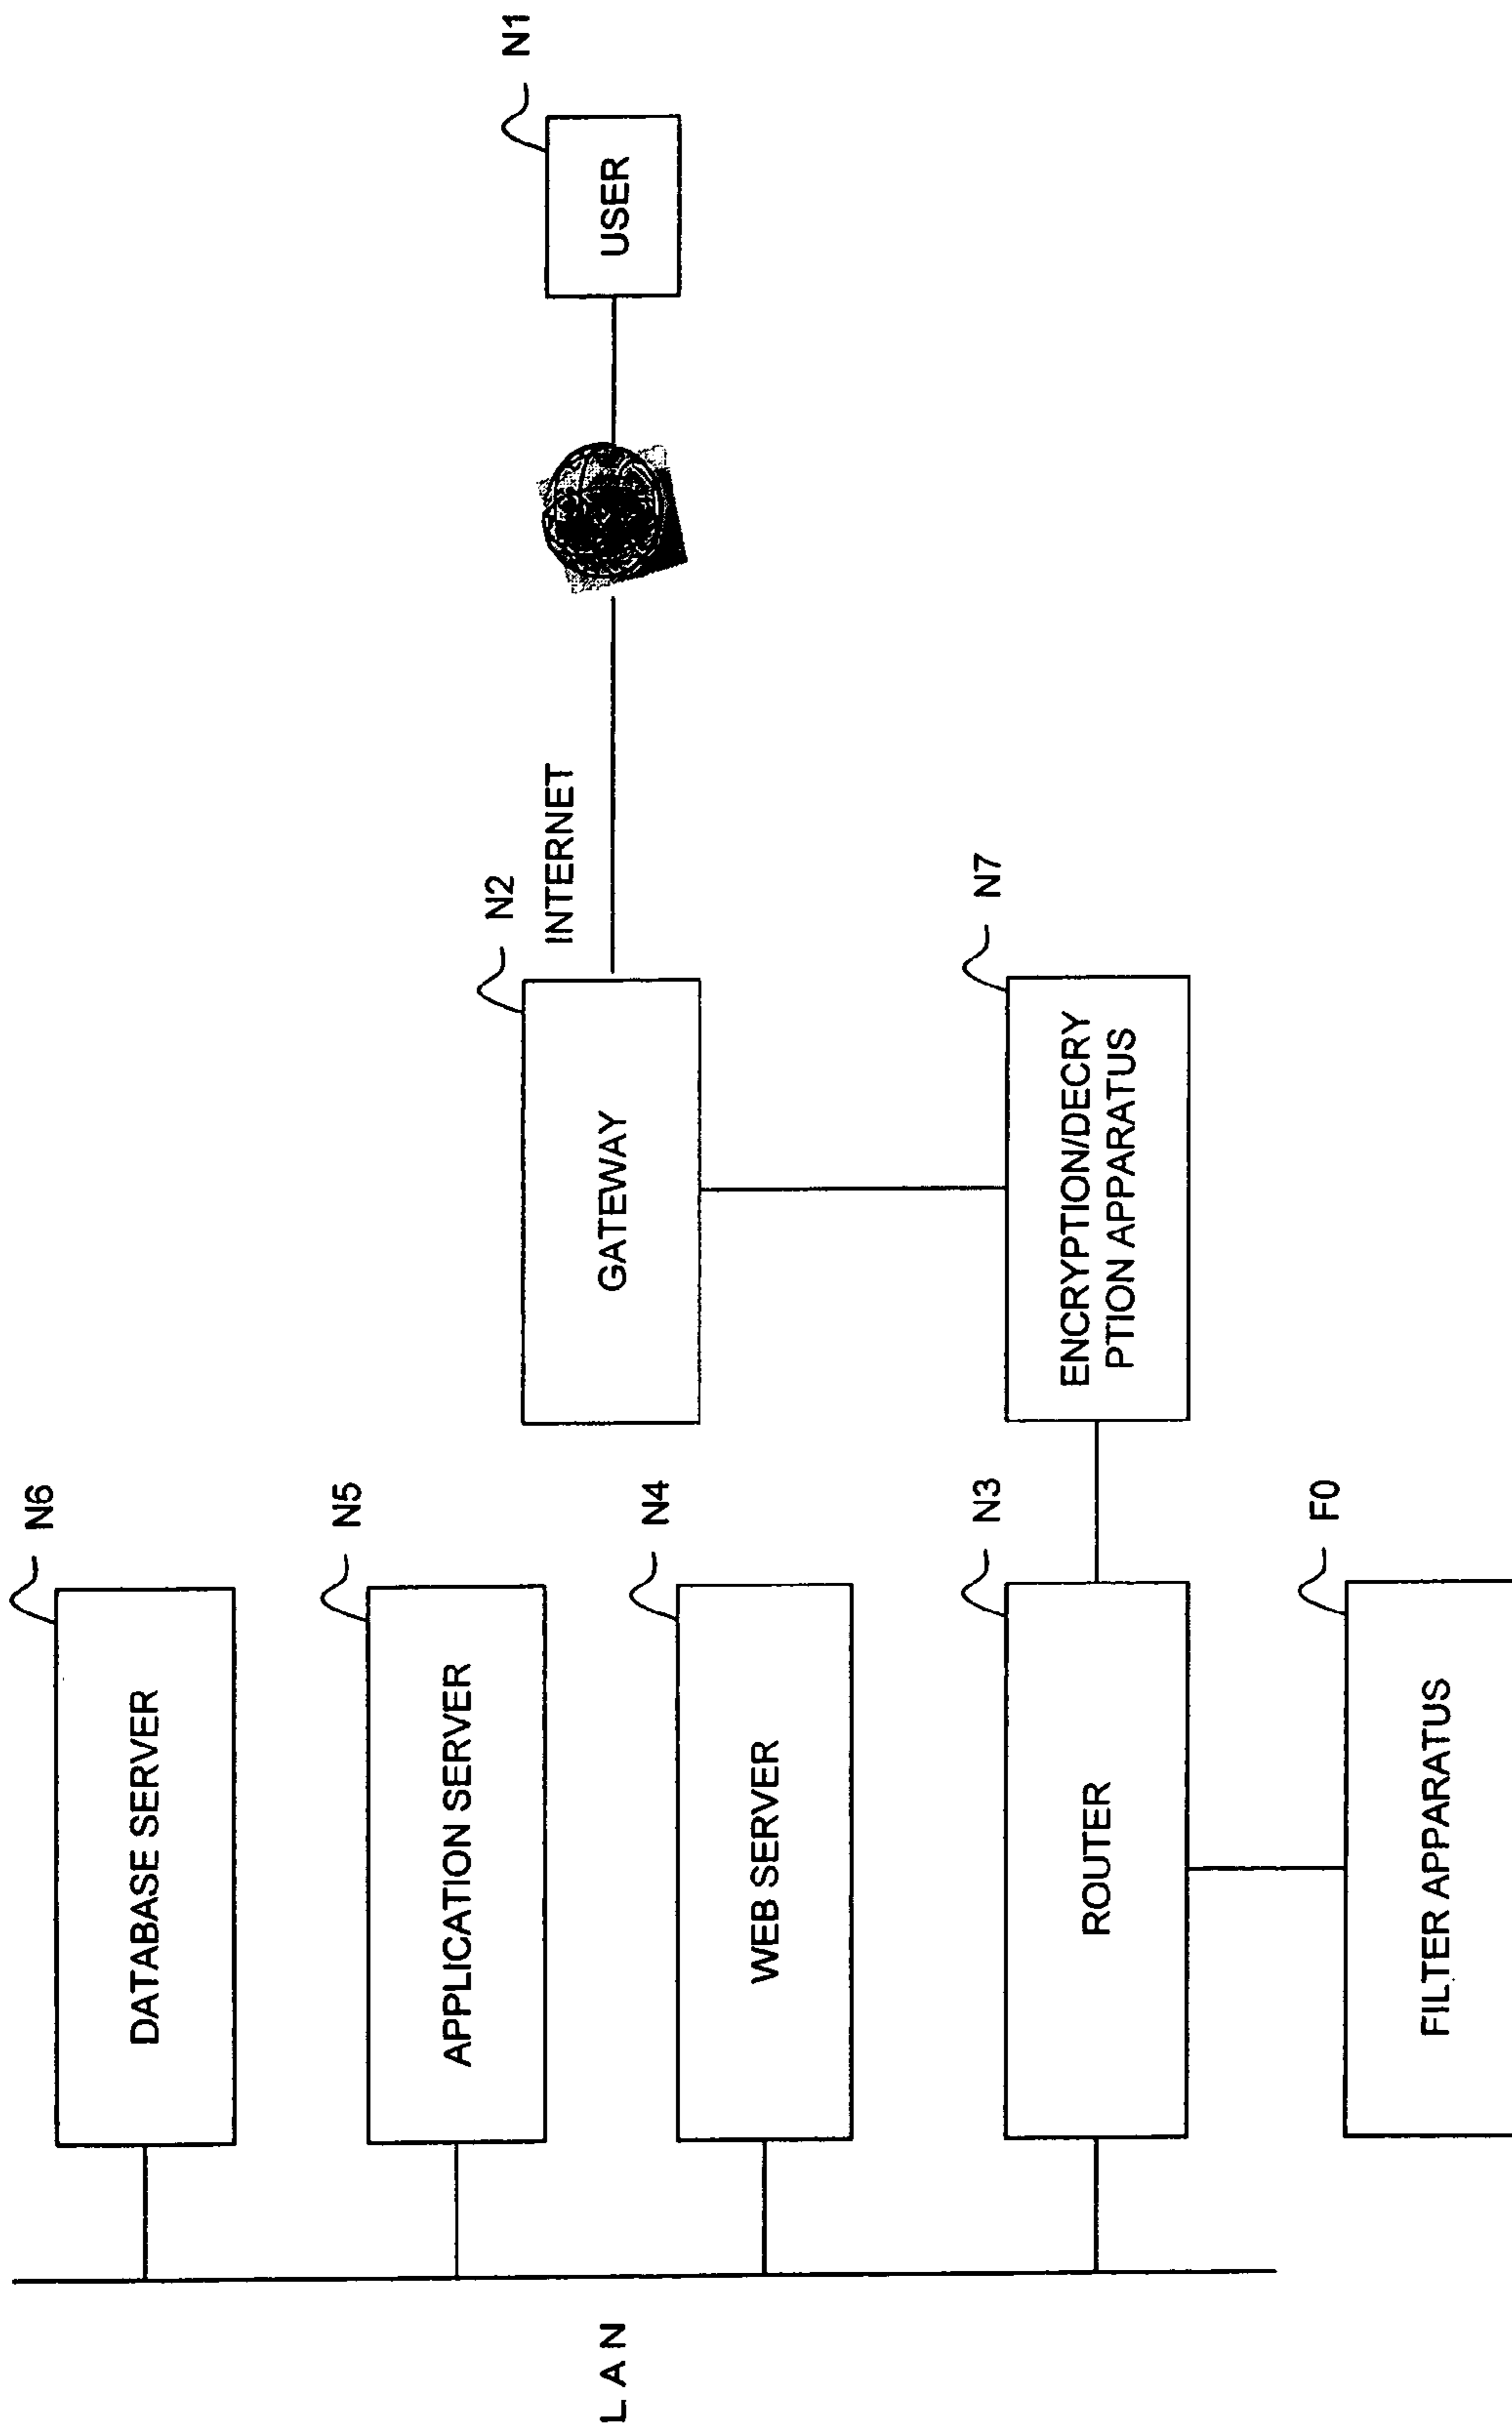 N6
DATABASE SERVER
N5
APPLICATION SERVER
LAN
N4
WEB SERVER
N2
INTERNET
GATEWAY
N1
USER
N3
ROUTER
N7
ENCRYPTION/DECRY
PTION APPARATUS
F0
FILTER APPARATUS